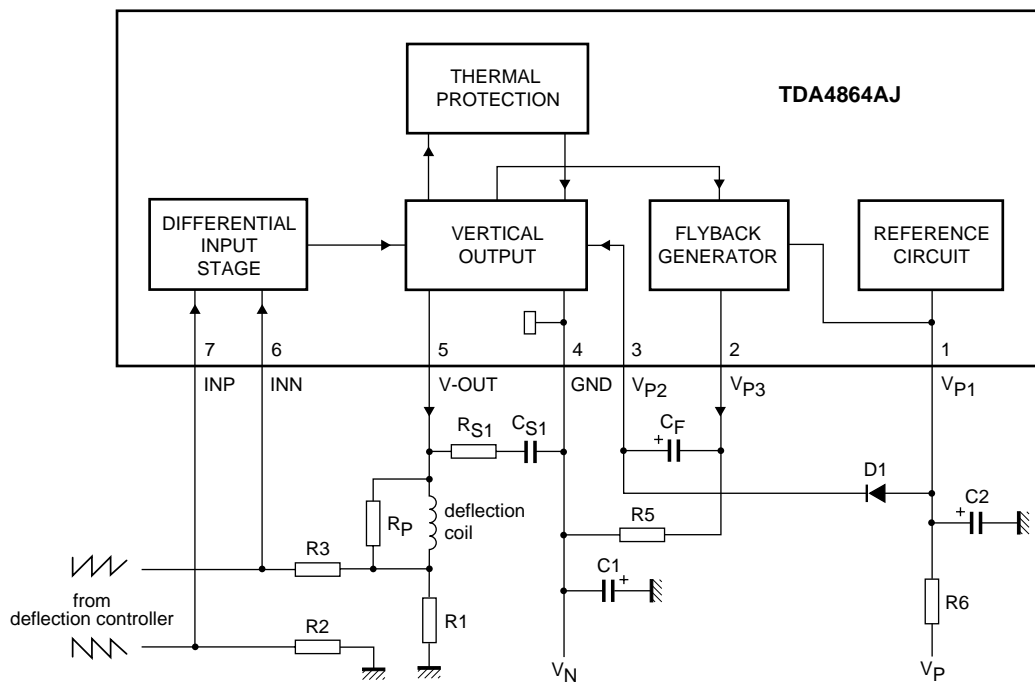 THERMAL
PROTECTION
TDA4864AJ
DIFFERENTIAL
INPUT
STAGE
VERTICAL
OUTPUT
FLYBACK
GENERATOR
REFERENCE
CIRCUIT
7 6 5 4 3 2 1
INP INN V-OUT GND VP2 VP3 VP1
RS1 CS1 CF
+
D1
C2
+
RP
deflection
coil
R5
R3
C1
+
from
deflection controller
R1
R6
R2
VN
VP